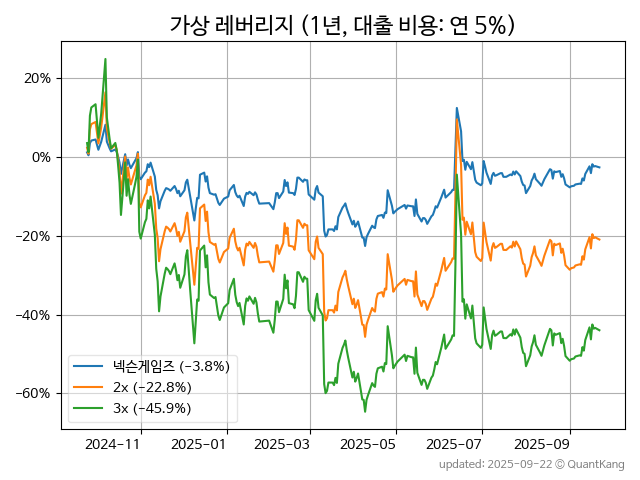 가상 레버리지 (1년, 대출 비용: 연 5%)
20%
0%
−20%
−40%
−60%
넥슨게임즈 (−3.8%)
2x (−22.8%)
3x (−45.9%)
2024-11 2025-01 2025-03 2025-05 2025-07 2025-09
updated: 2025-09-22 © QuantKang